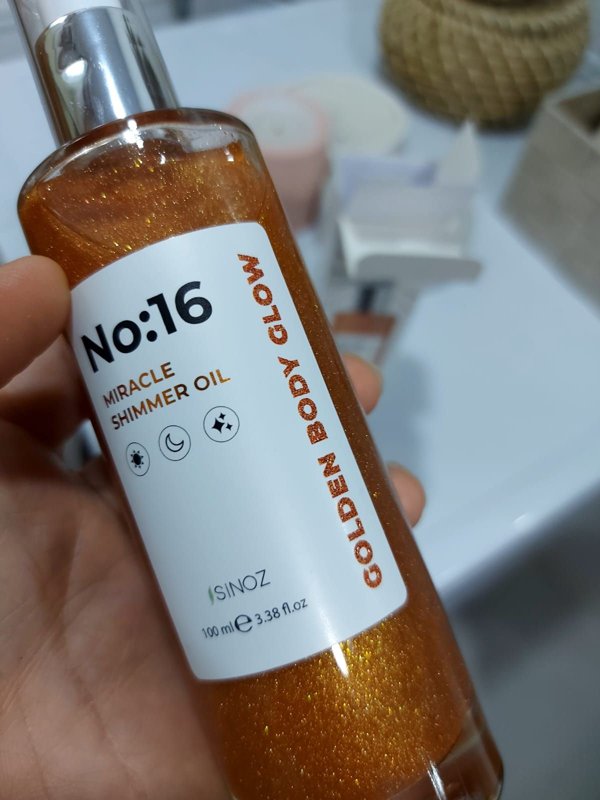 No:16
MIRACLE
SHIMMER OIL
GOLDEN BODY GLOW
SiNOZ
100 ml e 3.38 fl.oz